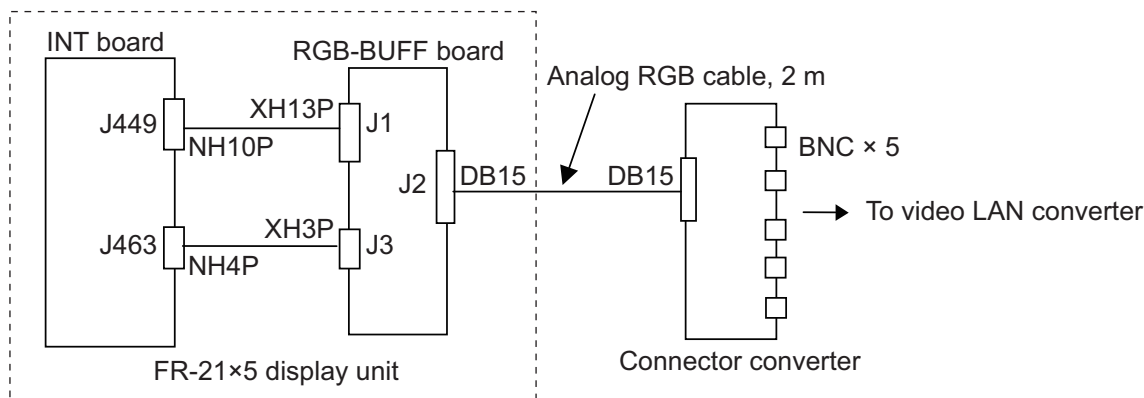 INT board
RGB-BUFF board
Analog RGB cable, 2 m
J449
XH13P
J1
NH10P
BNC × 5
J2
DB15
DB15
To video LAN converter
J463
XH3P
J3
NH4P
Connector converter
FR-21×5 display unit